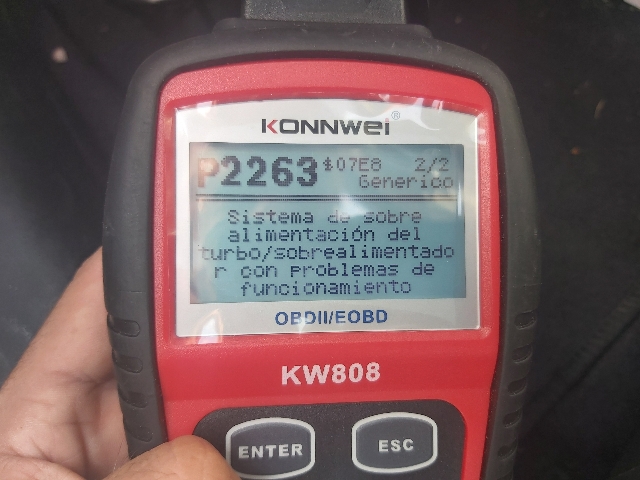 KONNWEI®
P2263 $07E8 2/2
Generico
Sistema de sobre
alimentación del
turbo/sobrealimentado
r con problemas de
funcionamiento
OBDII/EOBD
KW808
ENTER ESC